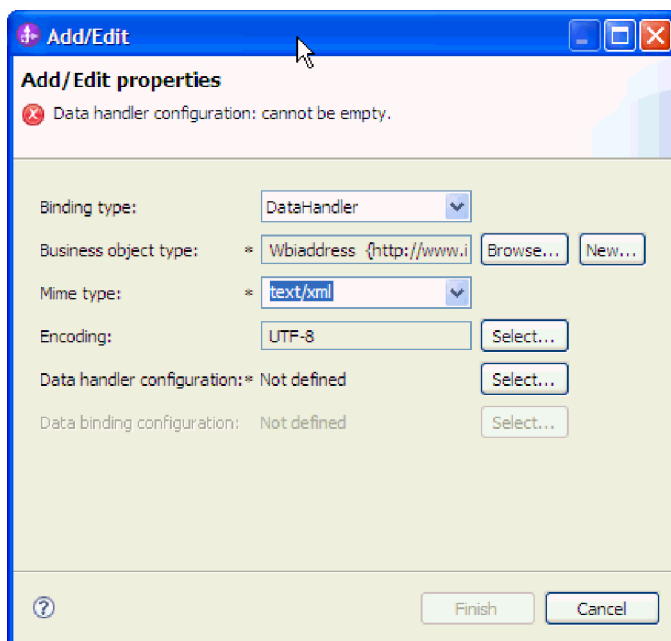 Add/Edit
Add/Edit properties
Data handler configuration: cannot be empty.
Binding type: DataHandler
Business object type: * Wbiaddress {http://www.i Browse... New...
Mime type: * text/xml
Encoding: UTF-8 Select...
Data handler configuration:* Not defined Select...
Data binding configuration: Not defined Select...
Finish Cancel